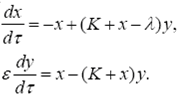 dx/dτ = -x + (K + x - λ)y,
ε dy/dτ = x - (K + x)y.